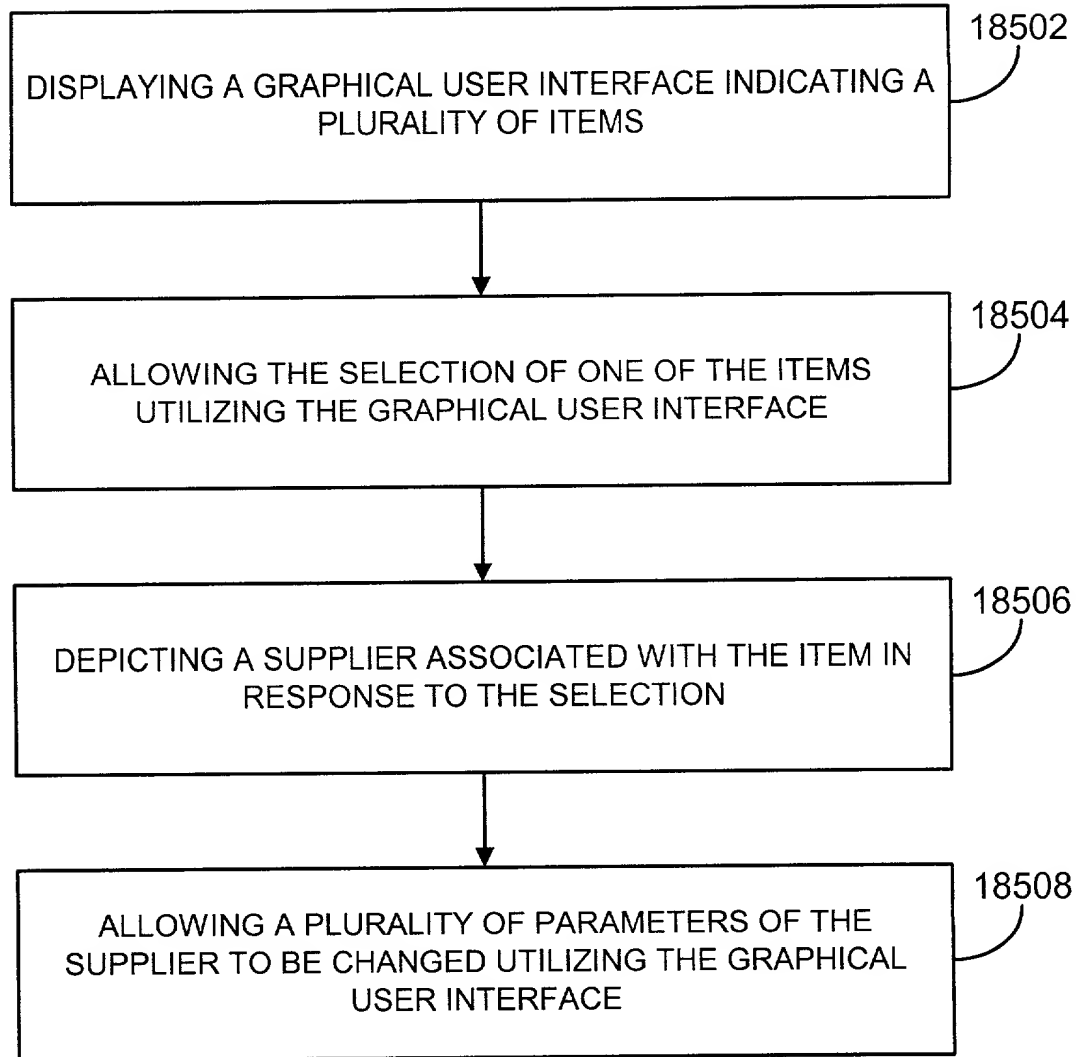 18502
DISPLAYING A GRAPHICAL USER INTERFACE INDICATING A
PLURALITY OF ITEMS
18504
ALLOWING THE SELECTION OF ONE OF THE ITEMS
UTILIZING THE GRAPHICAL USER INTERFACE
18506
DEPICTING A SUPPLIER ASSOCIATED WITH THE ITEM IN
RESPONSE TO THE SELECTION
18508
ALLOWING A PLURALITY OF PARAMETERS OF THE
SUPPLIER TO BE CHANGED UTILIZING THE GRAPHICAL
USER INTERFACE